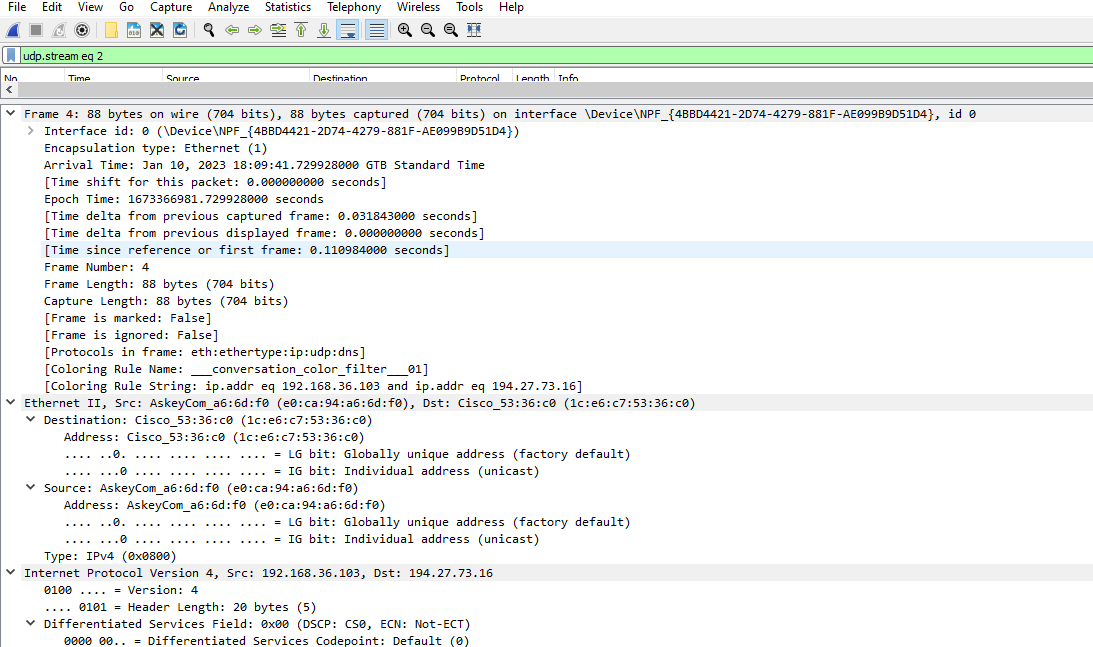 File Edit View Go Capture Analyze Statistics Telephony Wireless Tools Help
udp.stream eq 2
No. Time Source Destination Protocol Length Info
Frame 4: 88 bytes on wire (704 bits), 88 bytes captured (704 bits) on interface \Device\NPF_{4BBD4421-2D74-4279-881F-AE099B9D51D4}, id 0
Interface id: 0 (\Device\NPF_{4BBD4421-2D74-4279-881F-AE099B9D51D4})
Encapsulation type: Ethernet (1)
Arrival Time: Jan 10, 2023 18:09:41.729928000 GTB Standard Time
[Time shift for this packet: 0.000000000 seconds]
Epoch Time: 1673366981.729928000 seconds
[Time delta from previous captured frame: 0.031843000 seconds]
[Time delta from previous displayed frame: 0.000000000 seconds]
[Time since reference or first frame: 0.110984000 seconds]
Frame Number: 4
Frame Length: 88 bytes (704 bits)
Capture Length: 88 bytes (704 bits)
[Frame is marked: False]
[Frame is ignored: False]
[Protocols in frame: eth:ethertype:ip:udp:dns]
[Coloring Rule Name: ___conversation_color_filter___01]
[Coloring Rule String: ip.addr eq 192.168.36.103 and ip.addr eq 194.27.73.16]
Ethernet II, Src: AskeyCom_a6:6d:f0 (e0:ca:94:a6:6d:f0), Dst: Cisco_53:36:c0 (1c:e6:c7:53:36:c0)
Destination: Cisco_53:36:c0 (1c:e6:c7:53:36:c0)
Address: Cisco_53:36:c0 (1c:e6:c7:53:36:c0)
.... ..0. .... .... .... .... = LG bit: Globally unique address (factory default)
.... ...0 .... .... .... .... = IG bit: Individual address (unicast)
Source: AskeyCom_a6:6d:f0 (e0:ca:94:a6:6d:f0)
Address: AskeyCom_a6:6d:f0 (e0:ca:94:a6:6d:f0)
.... ..0. .... .... .... .... = LG bit: Globally unique address (factory default)
.... ...0 .... .... .... .... = IG bit: Individual address (unicast)
Type: IPv4 (0x0800)
Internet Protocol Version 4, Src: 192.168.36.103, Dst: 194.27.73.16
0100 .... = Version: 4
.... 0101 = Header Length: 20 bytes (5)
Differentiated Services Field: 0x00 (DSCP: CS0, ECN: Not-ECT)
0000 00.. = Differentiated Services Codepoint: Default (0)